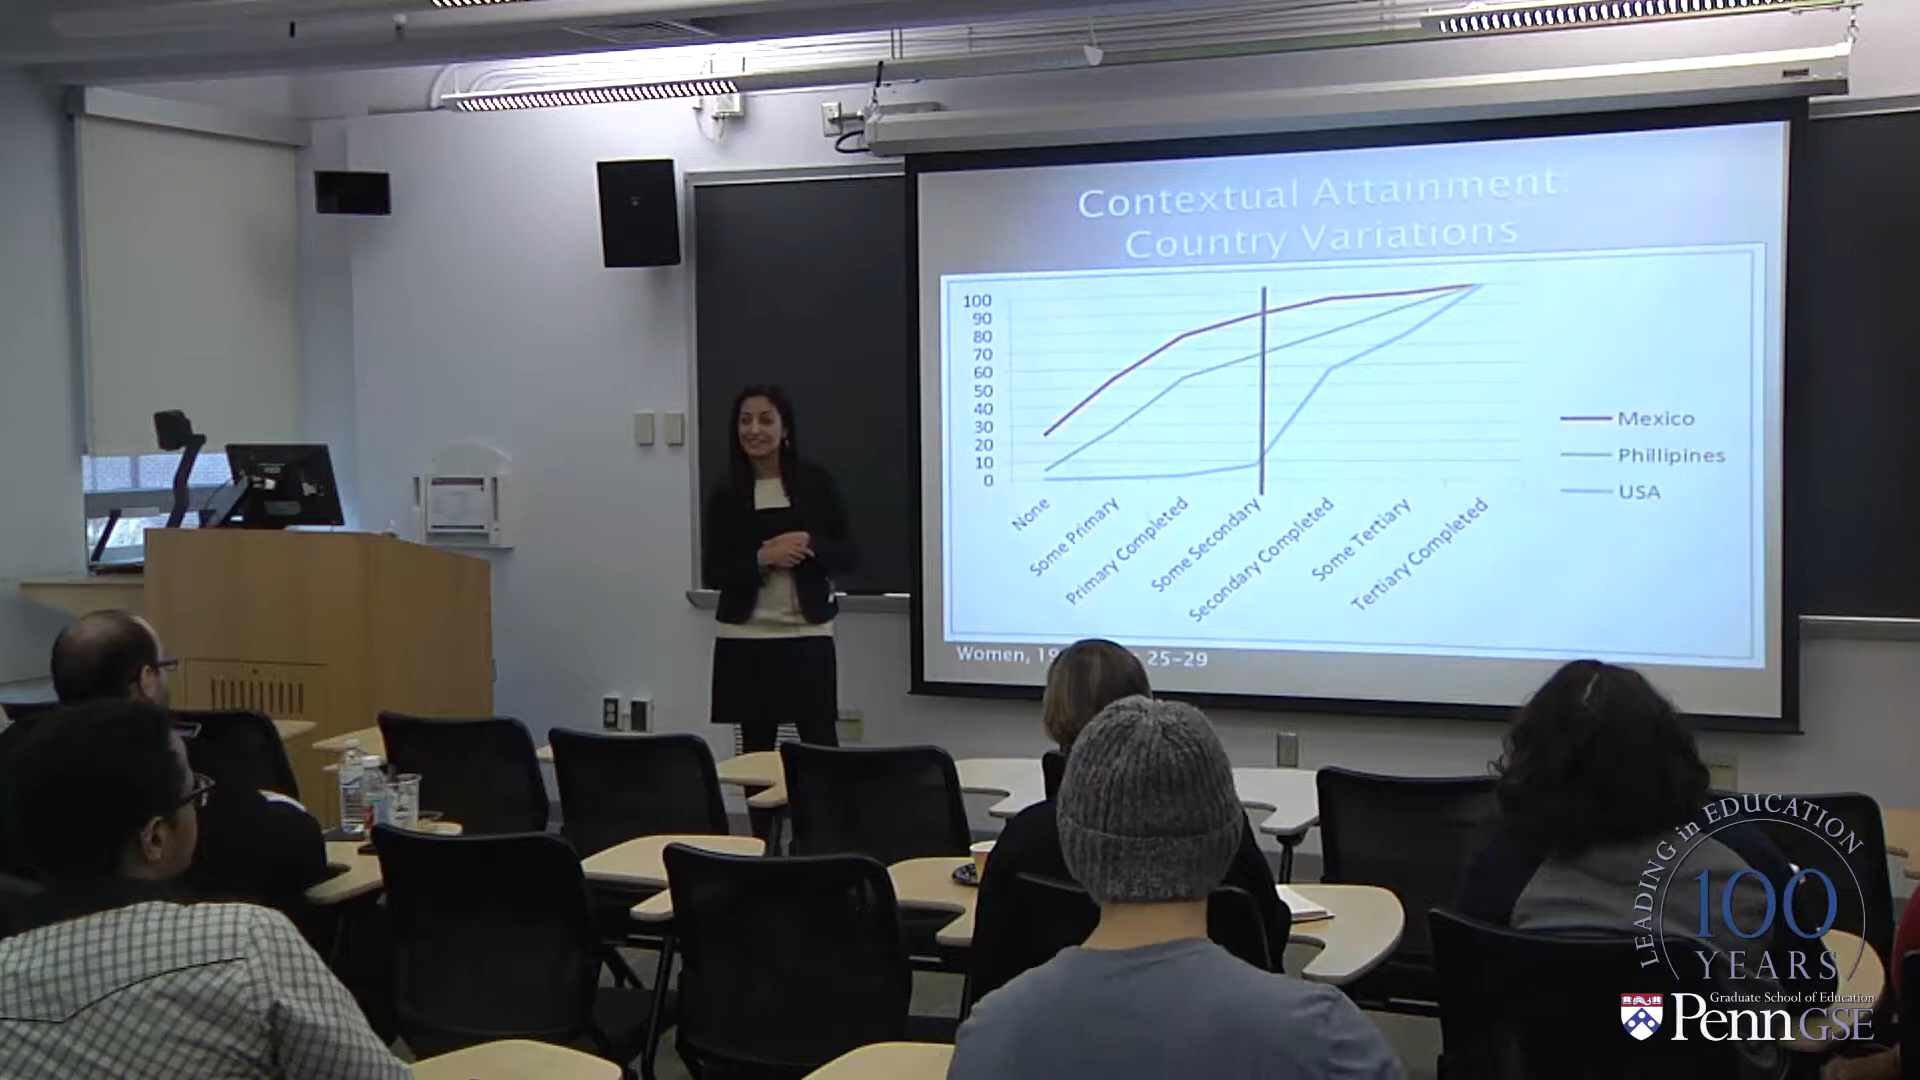 Contextual Attainment:
Country Variations
100
90
80
70
60
50
40
30
20
10
0
None
Some Primary
Primary Completed
Some Secondary
Secondary Completed
Some Tertiary
Tertiary Completed
Mexico
Phillipines
USA
Women, 25-29
LEADING in EDUCATION
100
YEARS
Graduate School of Education
Penn GSE